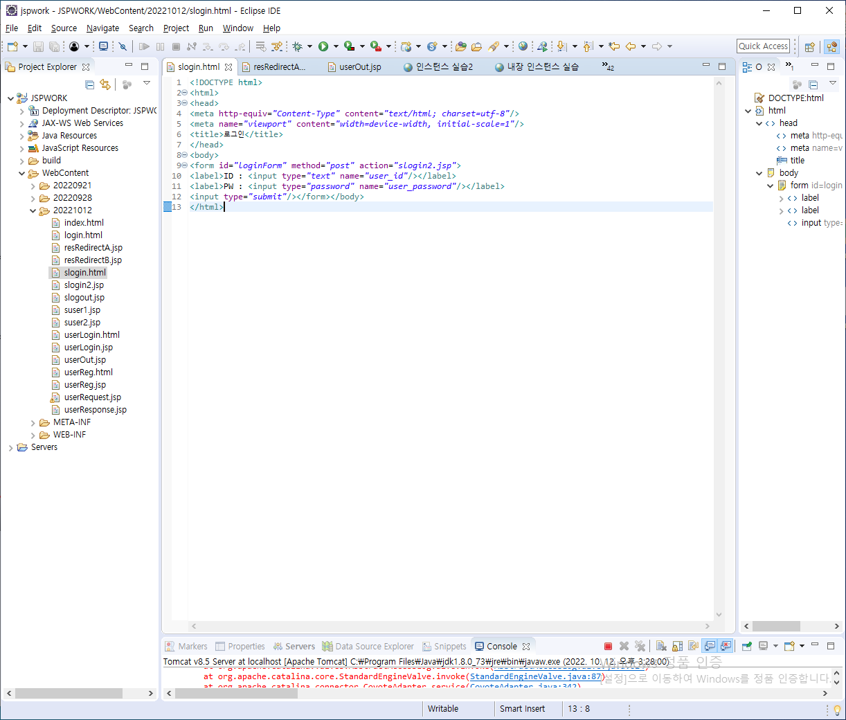 jspwork - JSPWORK/WebContent/20221012/slogin.html - Eclipse IDE
File Edit Source Navigate Search Project Run Window Help
Quick Access
Project Explorer
JSPWORK
Deployment Descriptor: JSPWC
JAX-WS Web Services
Java Resources
JavaScript Resources
build
WebContent
20220921
20220928
20221012
index.html
login.html
resRedirectA.jsp
resRedirectB.jsp
slogin.html
slogin2.jsp
slogout.jsp
suser1.jsp
suser2.jsp
userLogin.html
userLogin.jsp
userOut.jsp
userReg.html
userReg.jsp
userRequest.jsp
userResponse.jsp
META-INF
WEB-INF
Servers
slogin.html resRedirectA... userOut.jsp 인스턴스 실습2 내장 인스턴스 실습 »42
1 <!DOCTYPE html>
2 <html>
3 <head>
4 <meta http-equiv="Content-Type" content="text/html; charset=utf-8"/>
5 <meta name="viewport" content="width=device-width, initial-scale=1"/>
6 <title>로그인</title>
7 </head>
8 <body>
9 <form id="loginForm" method="post" action="slogin2.jsp">
10 <label>ID : <input type="text" name="user_id"/></label>
11 <label>PW : <input type="password" name="user_password"/></label>
12 <input type="submit"/></form></body>
13 </html>
O »1
DOCTYPE:html
html
head
meta http-eq
meta name=v
title
body
form id=login
label
label
input type=
Markers Properties Servers Data Source Explorer Snippets Console
Tomcat v8.5 Server at localhost [Apache Tomcat] C:₩Program Files₩Java₩jdk1.8.0_73₩jre₩bin₩javaw.exe (2022. 10. 12. 오후 3:28:00)
at org.apache.catalina.core.StandardEngineValve.invoke(StandardEngineValve.java:87)
at org.apache.catalina.connector.CoyoteAdapter.service(CoyoteAdapter.java:342)
정품 인증
[설정]으로 이동하여 Windows를 정품 인증합니다.
Writable Smart Insert 13 : 8